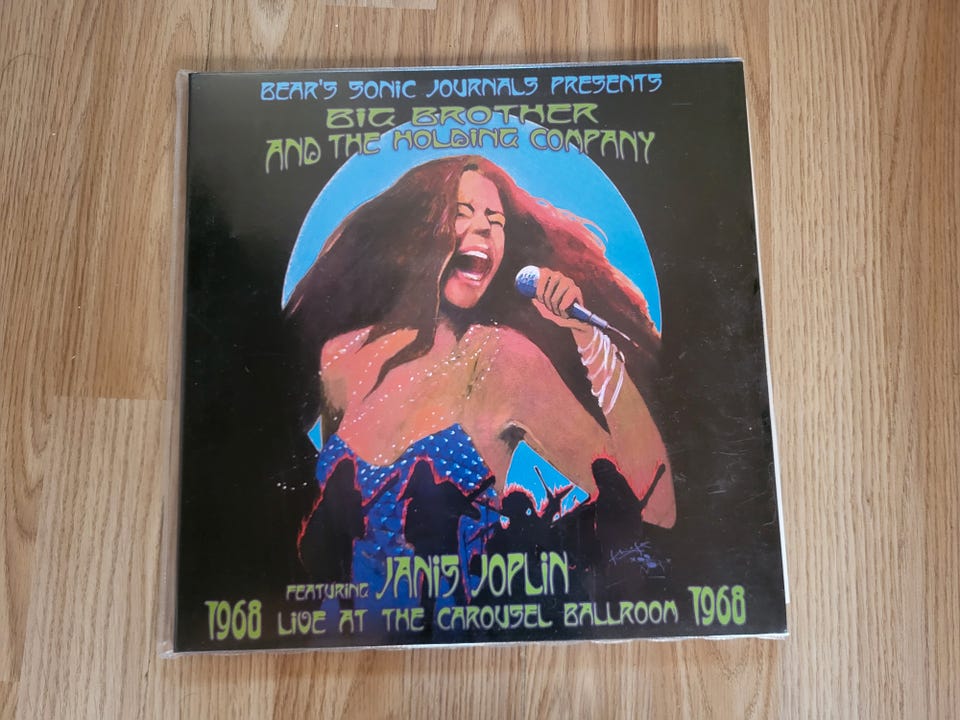 BEAR'S SONIC JOURNALS PRESENTS
BIG BROTHER
AND THE HOLDING COMPANY
FEATURING JANIS JOPLIN
1968 LIVE AT THE CAROUSEL BALLROOM 1968